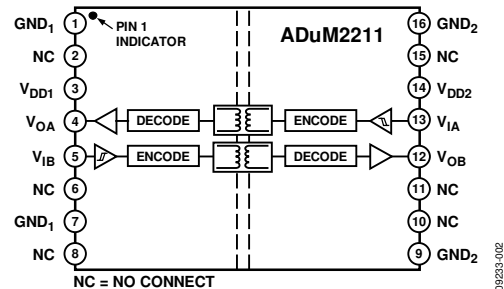 GND1 1 PIN 1 INDICATOR ADuM2211 16 GND2
NC 2 15 NC
VDD1 3 14 VDD2
VOA 4 DECODE ENCODE 13 VIA
VIB 5 ENCODE DECODE 12 VOB
NC 6 11 NC
GND1 7 10 NC
NC 8 9 GND2
NC = NO CONNECT
09233-002